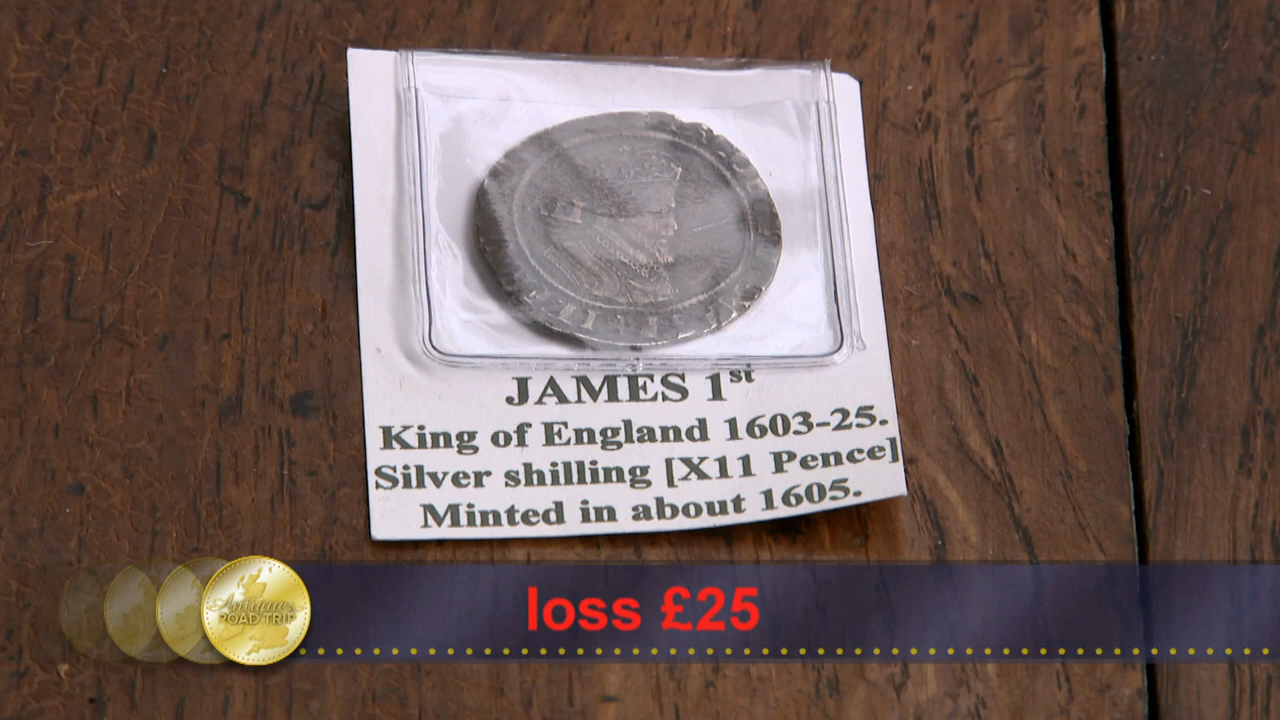 JAMES 1st
King of England 1603-25.
Silver shilling [X11 Pence]
Minted in about 1605.
loss £25
Antiques
ROAD TRIP